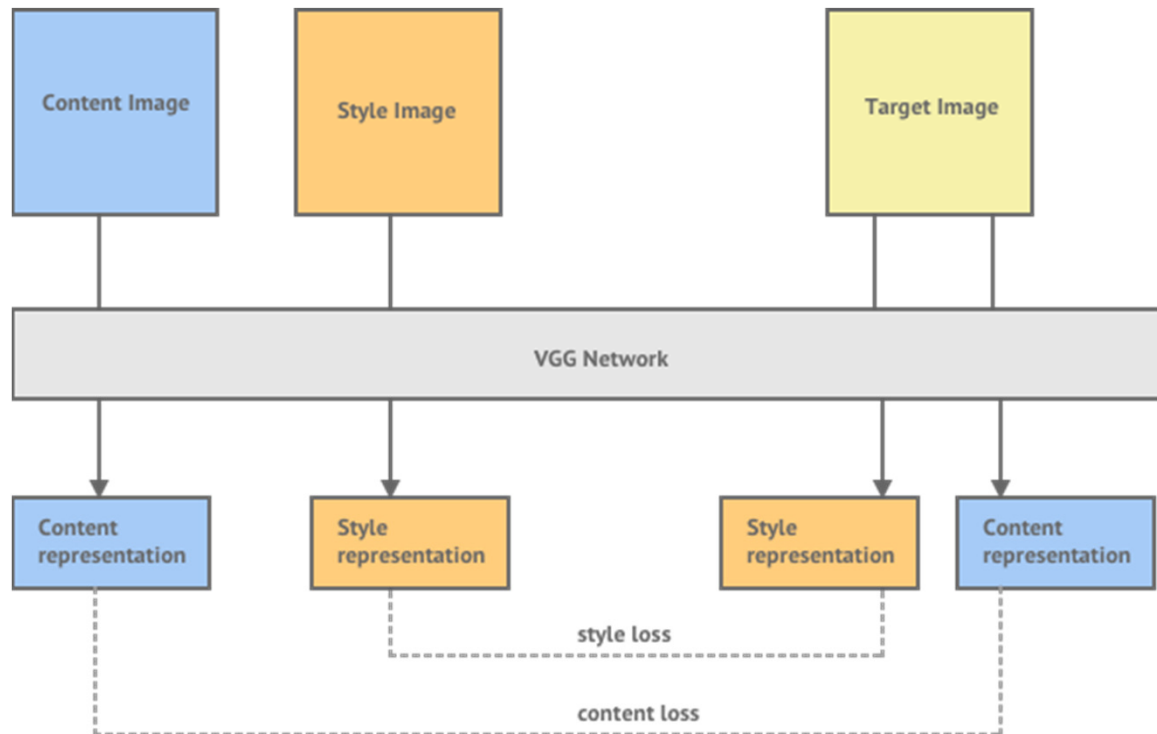 Content Image
Style Image
Target Image
VGG Network
Content
representation
Style
representation
Style
representation
Content
representation
style loss
content loss